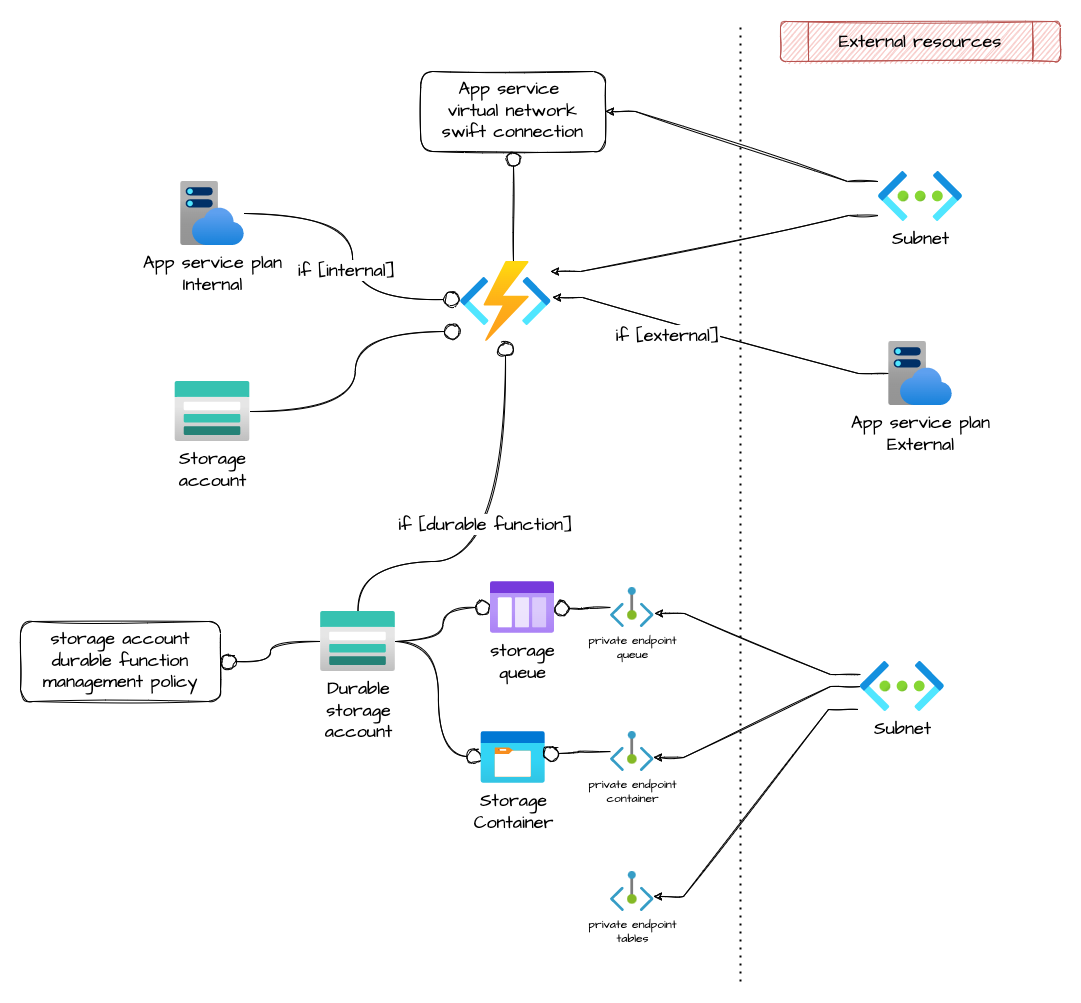 External resources
App service
virtual network
swift connection
Subnet
App service plan
Internal
if [internal]
if [external]
App service plan
External
Storage
account
if [durable function]
storage account
durable function
management policy
Durable
storage
account
storage
queue
private endpoint
queue
Subnet
Storage
Container
private endpoint
container
private endpoint
tables